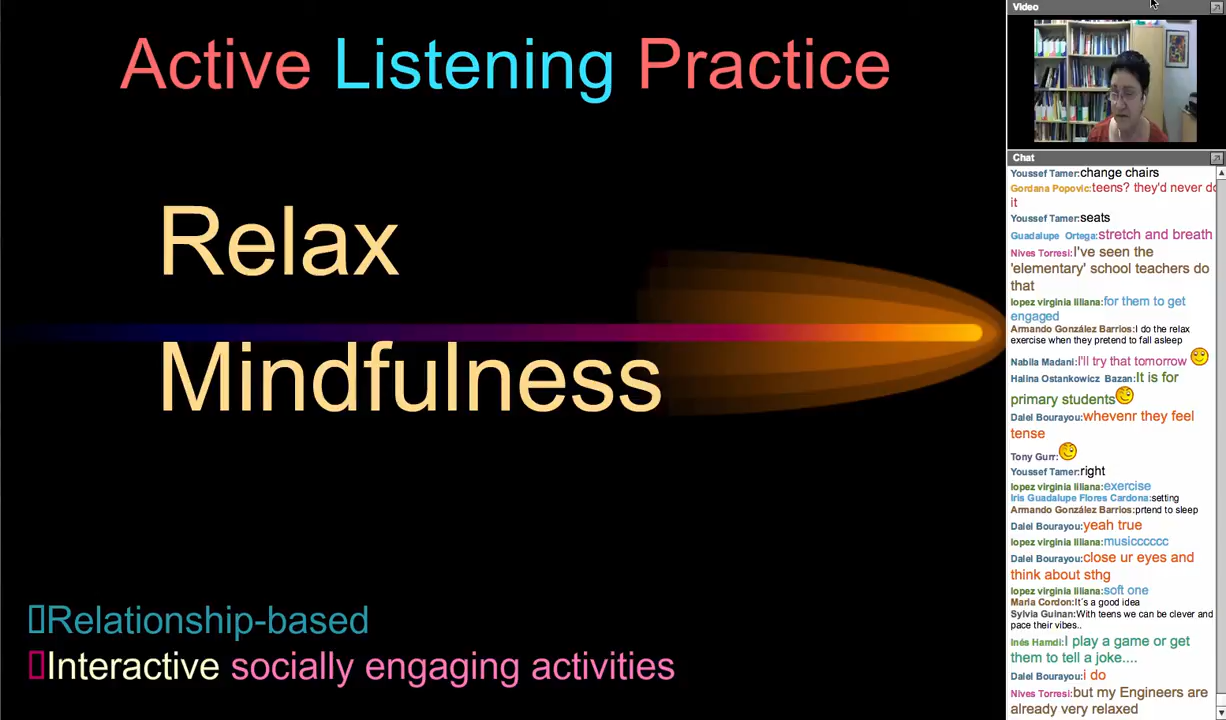 Active Listening Practice
Relax
Mindfulness
Relationship-based
Interactive socially engaging activities
Video
Chat
Youssef Tamer:change chairs
Gordana Popovic:teens? they'd never do
it
Youssef Tamer:seats
Guadalupe Ortega:stretch and breath
Nives Torresi:I've seen the
'elementary' school teachers do
that
lopez virginia liliana:for them to get
engaged
Armando González Barrios:I do the relax
exercise when they pretend to fall asleep
Nabila Madani:I'll try that tomorrow
Halina Ostankowicz Bazan:It is for
primary students
Dalel Bourayou:whevenr they feel
tense
Tony Gurr:
Youssef Tamer:right
lopez virginia liliana:exercise
Iris Guadalupe Flores Cardona:setting
Armando González Barrios:prtend to sleep
Dalel Bourayou:yeah true
lopez virginia liliana:musicccccc
Dalel Bourayou:close ur eyes and
think about sthg
lopez virginia liliana:soft one
Maria Cordon:It´s a good idea
Sylvia Guinan:With teens we can be clever and
pace their vibes..
Inés Hamdi:I play a game or get
them to tell a joke....
Dalel Bourayou:i do
Nives Torresi:but my Engineers are
already very relaxed